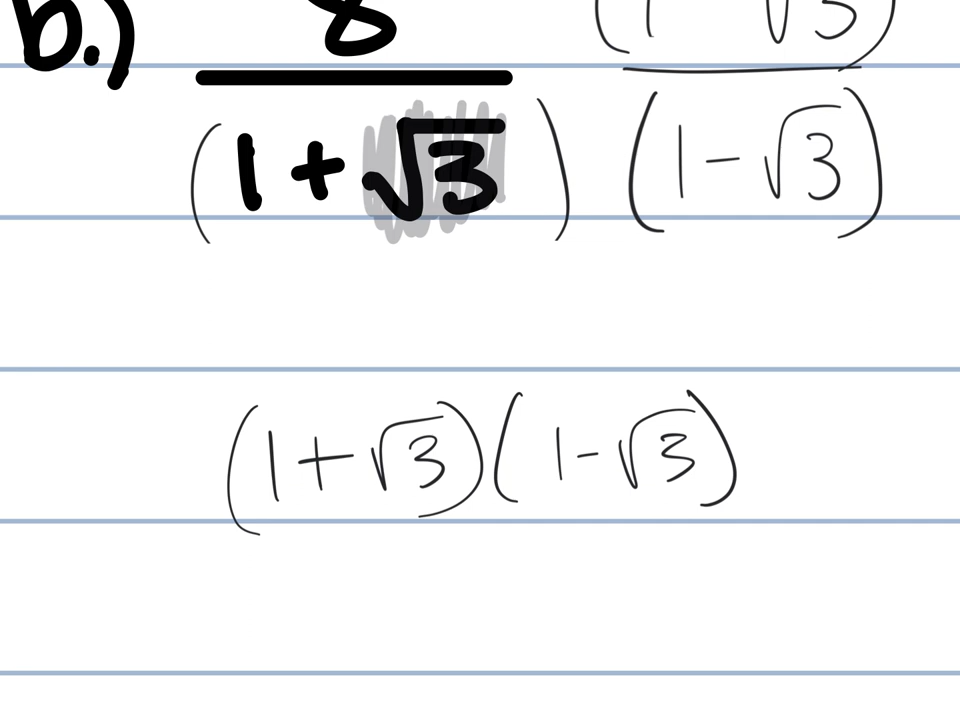 b.) 8 (1 - √3)
(1 + √3) (1 - √3)
(1 + √3)(1 - √3)